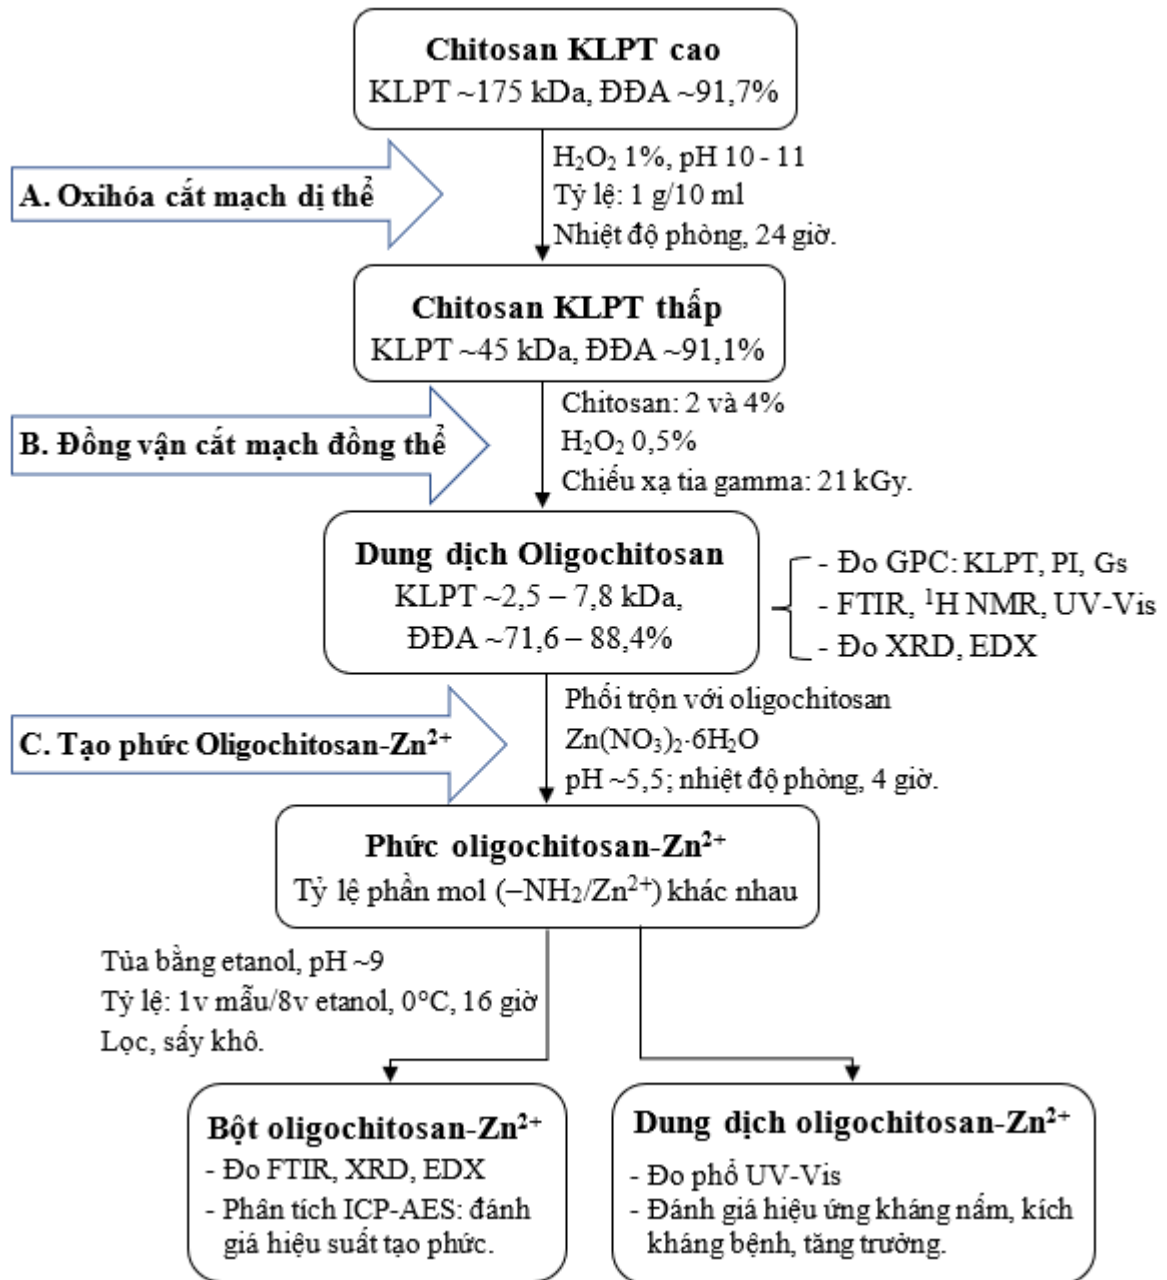 Chitosan KLPT cao
KLPT ~175 kDa, ĐĐA ~91,7%
H₂O₂ 1%, pH 10 - 11
Tỷ lệ: 1 g/10 ml
Nhiệt độ phòng, 24 giờ.
A. Oxihóa cắt mạch dị thể
Chitosan KLPT thấp
KLPT ~45 kDa, ĐĐA ~91,1%
Chitosan: 2 và 4%
H₂O₂ 0,5%
Chiếu xạ tia gamma: 21 kGy.
B. Đồng vận cắt mạch đồng thể
Dung dịch Oligochitosan
KLPT ~2,5 – 7,8 kDa,
ĐĐA ~71,6 – 88,4%
- Đo GPC: KLPT, PI, Gs
- FTIR, ¹H NMR, UV-Vis
- Đo XRD, EDX
Phối trộn với oligochitosan
Zn(NO₃)₂·6H₂O
pH ~5,5; nhiệt độ phòng, 4 giờ.
C. Tạo phức Oligochitosan-Zn²⁺
Phức oligochitosan-Zn²⁺
Tỷ lệ phần mol (–NH₂/Zn²⁺) khác nhau
Tủa bằng etanol, pH ~9
Tỷ lệ: 1v mẫu/8v etanol, 0°C, 16 giờ
Lọc, sấy khô.
Bột oligochitosan-Zn²⁺
- Đo FTIR, XRD, EDX
- Phân tích ICP-AES: đánh
giá hiệu suất tạo phức.
Dung dịch oligochitosan-Zn²⁺
- Đo phổ UV-Vis
- Đánh giá hiệu ứng kháng nấm, kích
kháng bệnh, tăng trưởng.